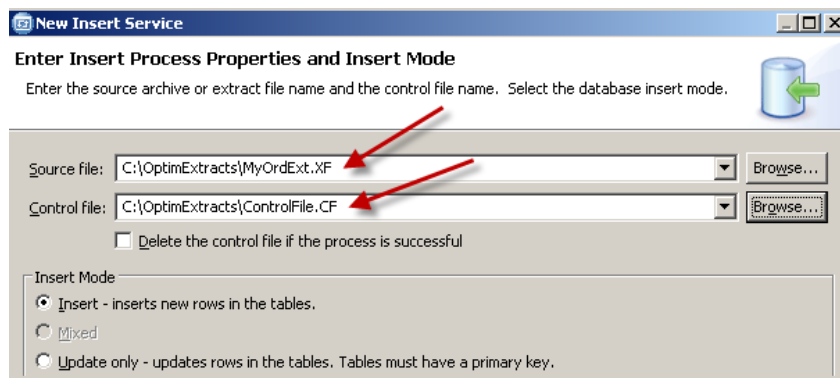 New Insert Service
Enter Insert Process Properties and Insert Mode
Enter the source archive or extract file name and the control file name. Select the database insert mode.
Source file: C:\OptimExtracts\MyOrdExt.XF Browse...
Control file: C:\OptimExtracts\ControlFile.CF Browse...
Delete the control file if the process is successful
Insert Mode
Insert - inserts new rows in the tables.
Mixed
Update only - updates rows in the tables. Tables must have a primary key.